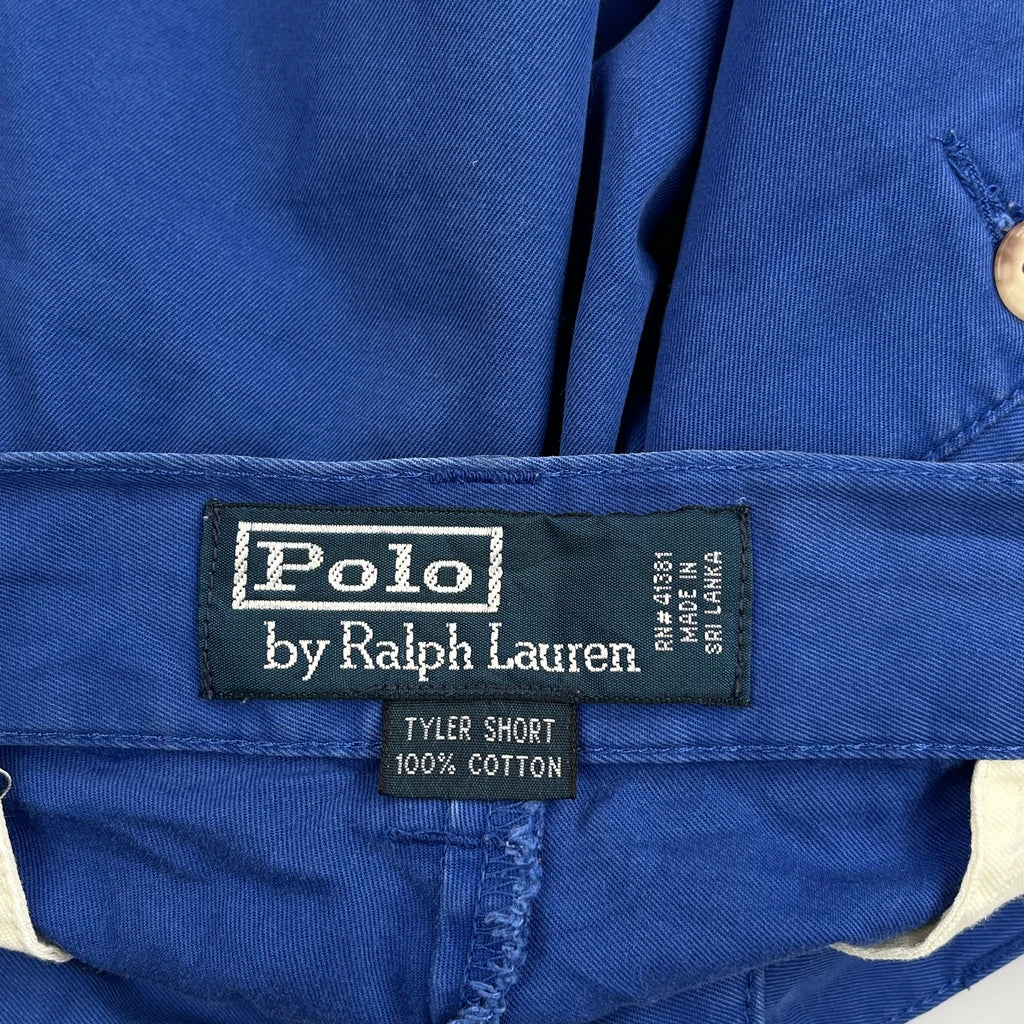 Polo
by Ralph Lauren
RN# 41381
MADE IN
SRI LANKA
TYLER SHORT
100% COTTON